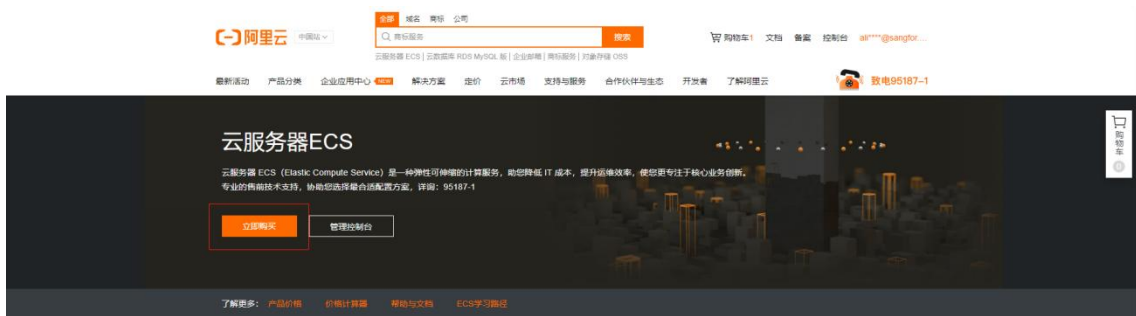 全部 域名 商标 公司
(-)阿里云 中国站
商标服务 搜索
购物车1 文档 备案 控制台 ali****@sangfor....
云服务器 ECS | 云数据库 RDS MySQL 版 | 企业邮箱 | 商标服务 | 对象存储 OSS
最新活动 产品分类 企业应用中心 NEW 解决方案 定价 云市场 支持与服务 合作伙伴与生态 开发者 了解阿里云 致电95187-1
云服务器ECS
云服务器 ECS（Elastic Compute Service）是一种弹性可伸缩的计算服务，助您降低 IT 成本，提升运维效率，使您更专注于核心业务创新。
专业的售前技术支持，协助您选择最合适配置方案，详询：95187-1
立即购买 管理控制台
购物车
0
了解更多： 产品价格 价格计算器 帮助与文档 ECS学习路径